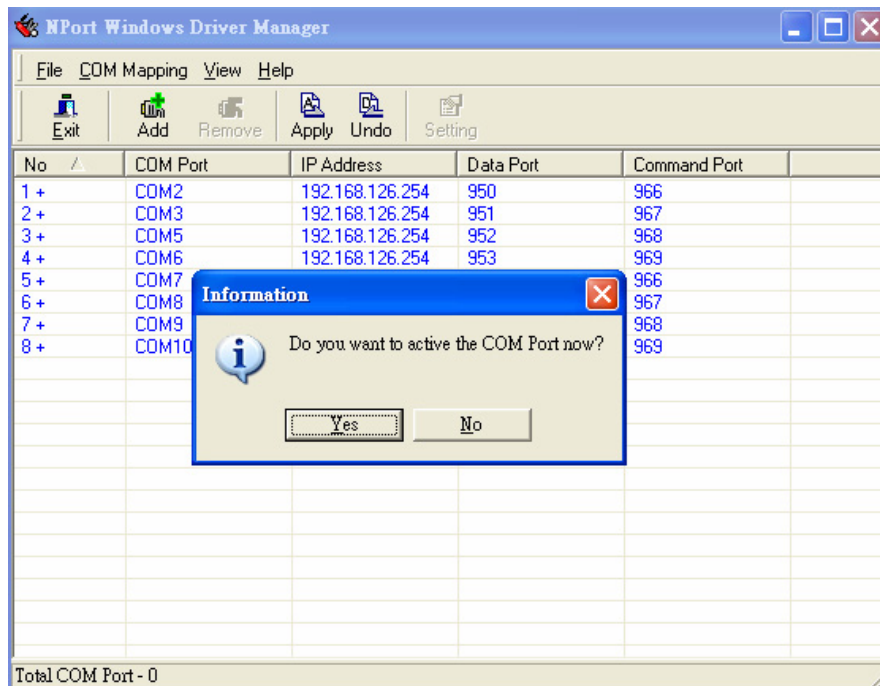 NPort Windows Driver Manager
File COM Mapping View Help
Exit Add Remove Apply Undo Setting
No COM Port IP Address Data Port Command Port
1 + COM2 192.168.126.254 950 966
2 + COM3 192.168.126.254 951 967
3 + COM5 192.168.126.254 952 968
4 + COM6 192.168.126.254 953 969
5 + COM7 966
6 + COM8 967
7 + COM9 968
8 + COM10 969
Information
Do you want to active the COM Port now?
Yes No
Total COM Port - 0